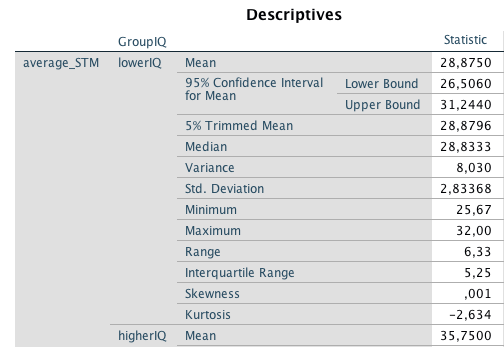 Descriptives
GroupIQ Statistic
average_STM lowerIQ Mean 28,8750
95% Confidence Interval for Mean Lower Bound 26,5060
Upper Bound 31,2440
5% Trimmed Mean 28,8796
Median 28,8333
Variance 8,030
Std. Deviation 2,83368
Minimum 25,67
Maximum 32,00
Range 6,33
Interquartile Range 5,25
Skewness ,001
Kurtosis -2,634
higherIQ Mean 35,7500